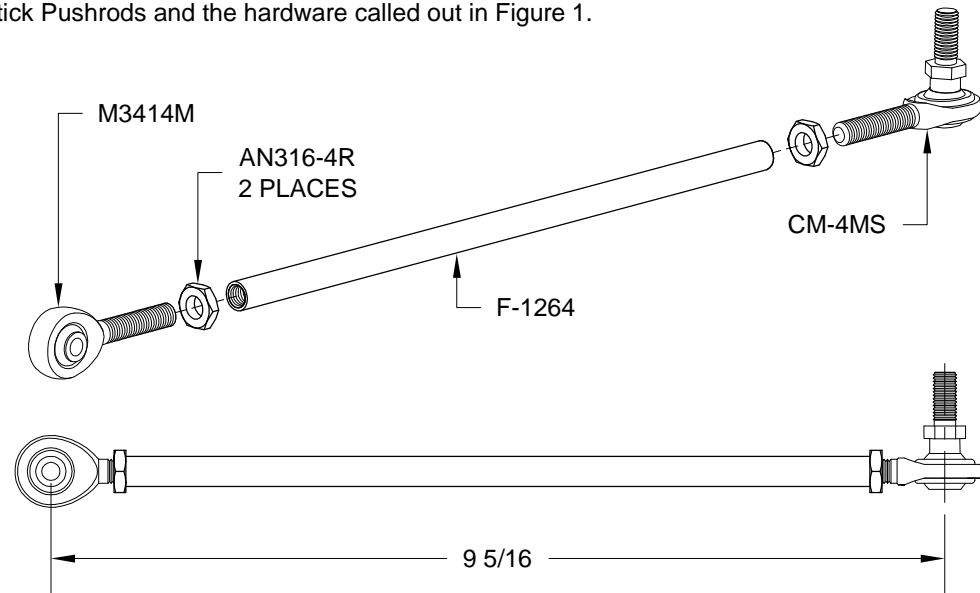 tick Pushrods and the hardware called out in Figure 1.
M3414M
AN316-4R
2 PLACES
CM-4MS
F-1264
9 5/16